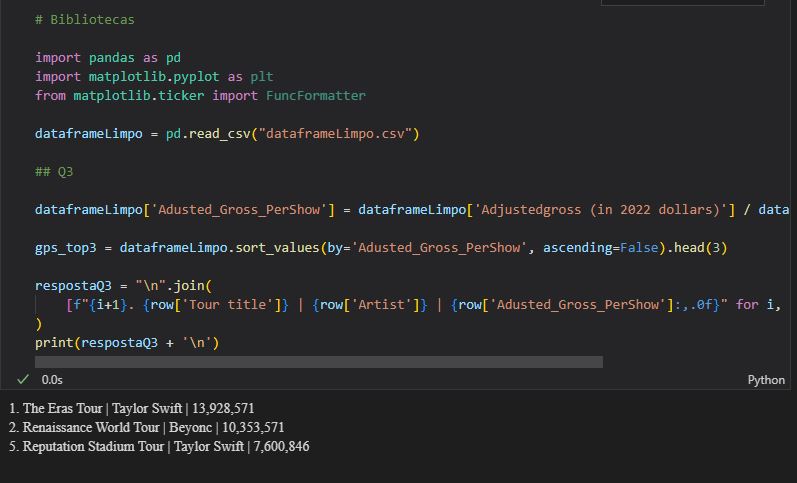 # Bibliotecas
import pandas as pd
import matplotlib.pyplot as plt
from matplotlib.ticker import FuncFormatter
dataframeLimpo = pd.read_csv("dataframeLimpo.csv")
## Q3
dataframeLimpo['Adusted_Gross_PerShow'] = dataframeLimpo['Adjustedgross (in 2022 dollars)'] / data
gps_top3 = dataframeLimpo.sort_values(by='Adusted_Gross_PerShow', ascending=False).head(3)
respostaQ3 = "\n".join(
[f"{i+1}. {row['Tour title']} | {row['Artist']} | {row['Adusted_Gross_PerShow']:,.0f}" for i,
)
print(respostaQ3 + '\n')
0.0s
Python
1. The Eras Tour | Taylor Swift | 13,928,571
2. Renaissance World Tour | Beyonc | 10,353,571
5. Reputation Stadium Tour | Taylor Swift | 7,600,846